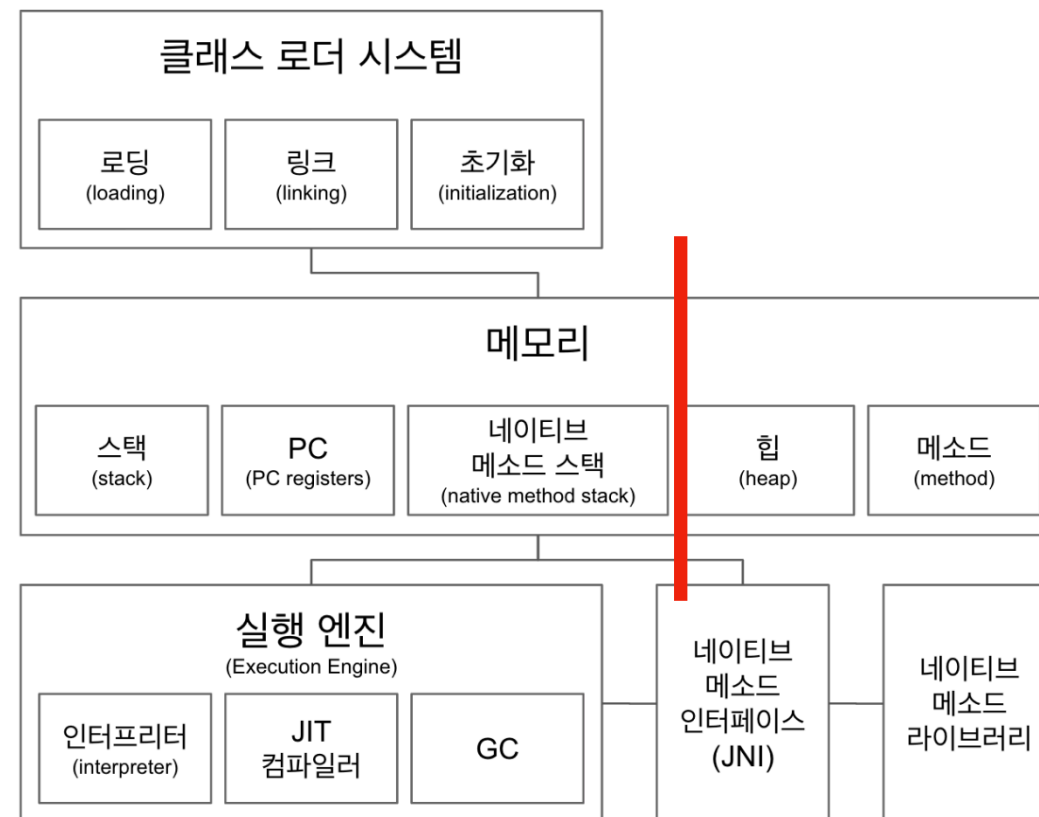 클래스 로더 시스템
로딩
(loading)
링크
(linking)
초기화
(initialization)
메모리
스택
(stack)
PC
(PC registers)
네이티브
메소드 스택
(native method stack)
힙
(heap)
메소드
(method)
실행 엔진
(Execution Engine)
인터프리터
(interpreter)
JIT
컴파일러
GC
네이티브
메소드
인터페이스
(JNI)
네이티브
메소드
라이브러리